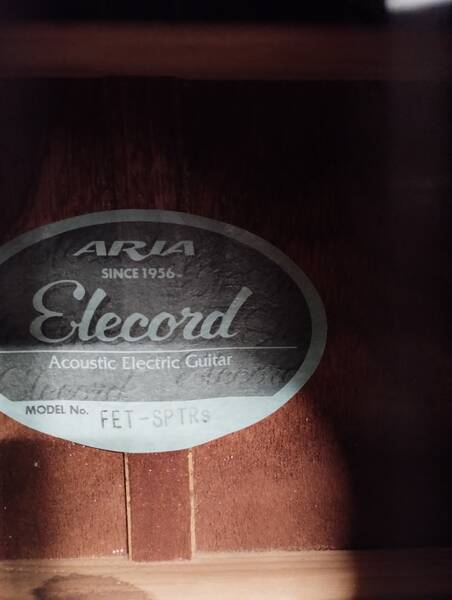 ARIA
SINCE 1956
Elecord
Acoustic Electric Guitar
MODEL No. FET-SPTRs